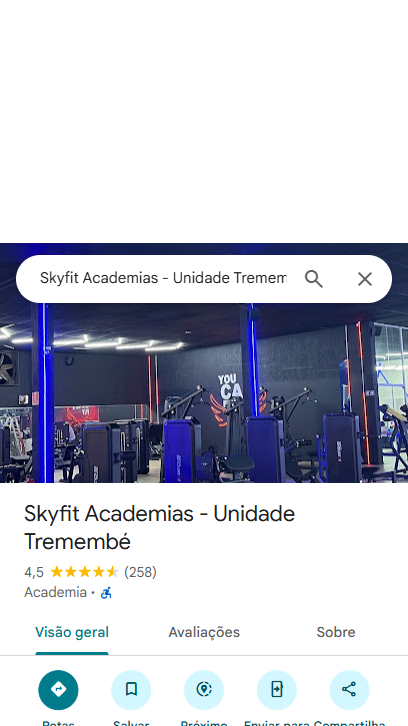 Skyfit Academias - Unidade Tremem
YOU
CA
Skyfit Academias - Unidade
Tremembé
4,5 (258)
Academia ·
Visão geral Avaliações Sobre
Rotas Salvar Próximo Enviar para Compartilha